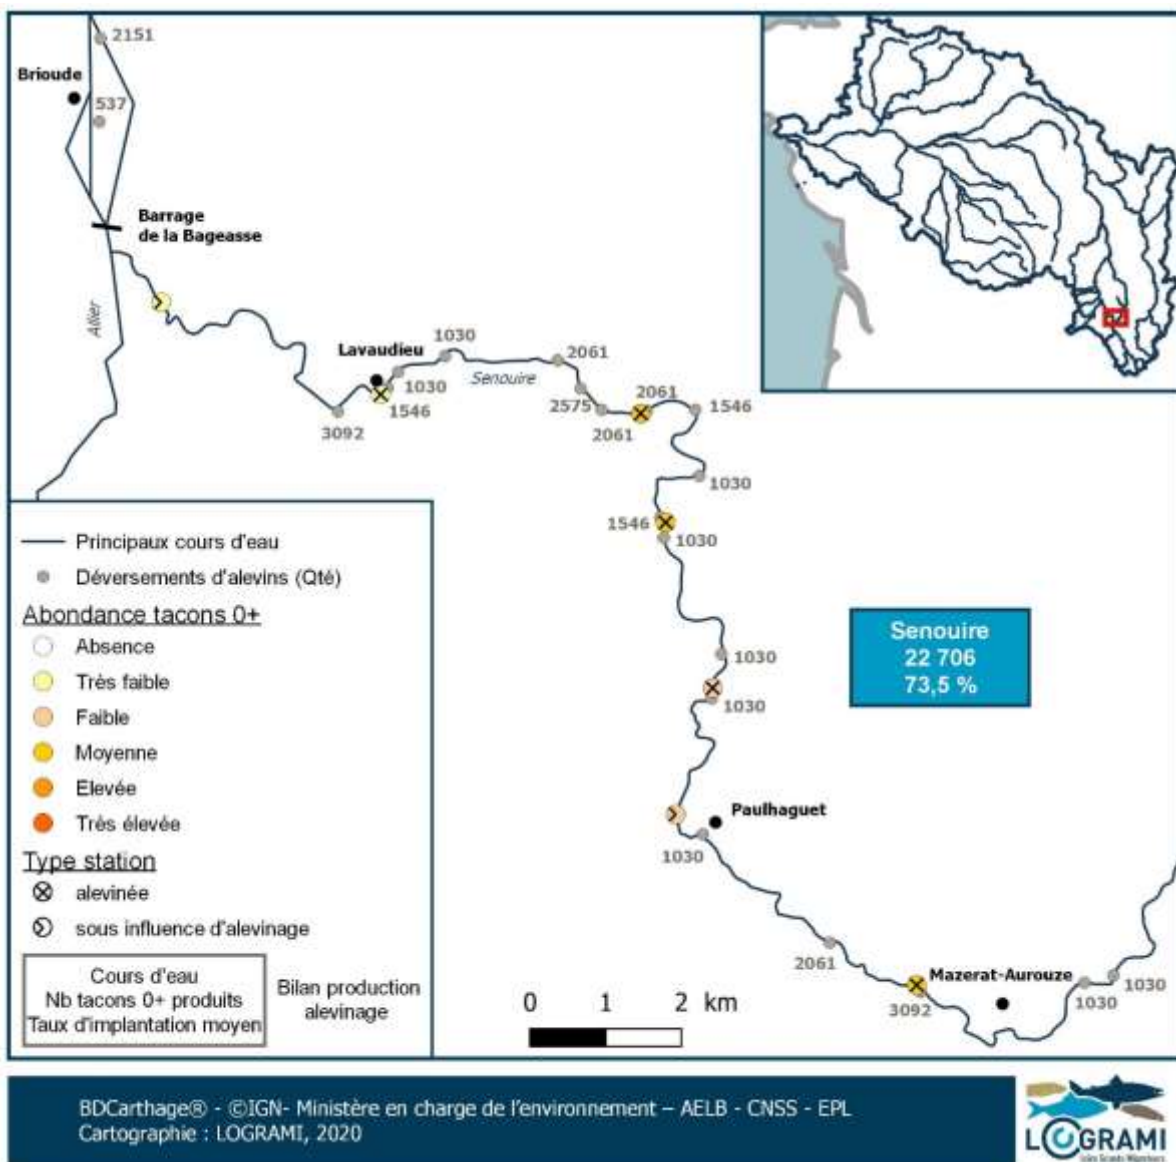 2151
Brioude
537
Barrage
de la Bageasse
Allier
Lavaudieu
1030
Senouire
2061
1030
1546
3092
2575
2061
2061
1546
1030
1546
1030
1030
1030
Senouire
22 706
73,5 %
Paulhaguet
1030
2061
Mazerat-Aurouze
3092
1030
1030
Principaux cours d'eau
Déversements d'alevins (Qté)
Abondance tacons 0+
Absence
Très faible
Faible
Moyenne
Elevée
Très élevée
Type station
alevinée
sous influence d'alevinage
Cours d'eau
Nb tacons 0+ produits
Taux d'implantation moyen
Bilan production
alevinage
0 1 2 km
BDCarthage® - ©IGN- Ministère en charge de l'environnement – AELB - CNSS - EPL
Cartographie : LOGRAMI, 2020
LOGRAMI
Loire Grands Migrateurs